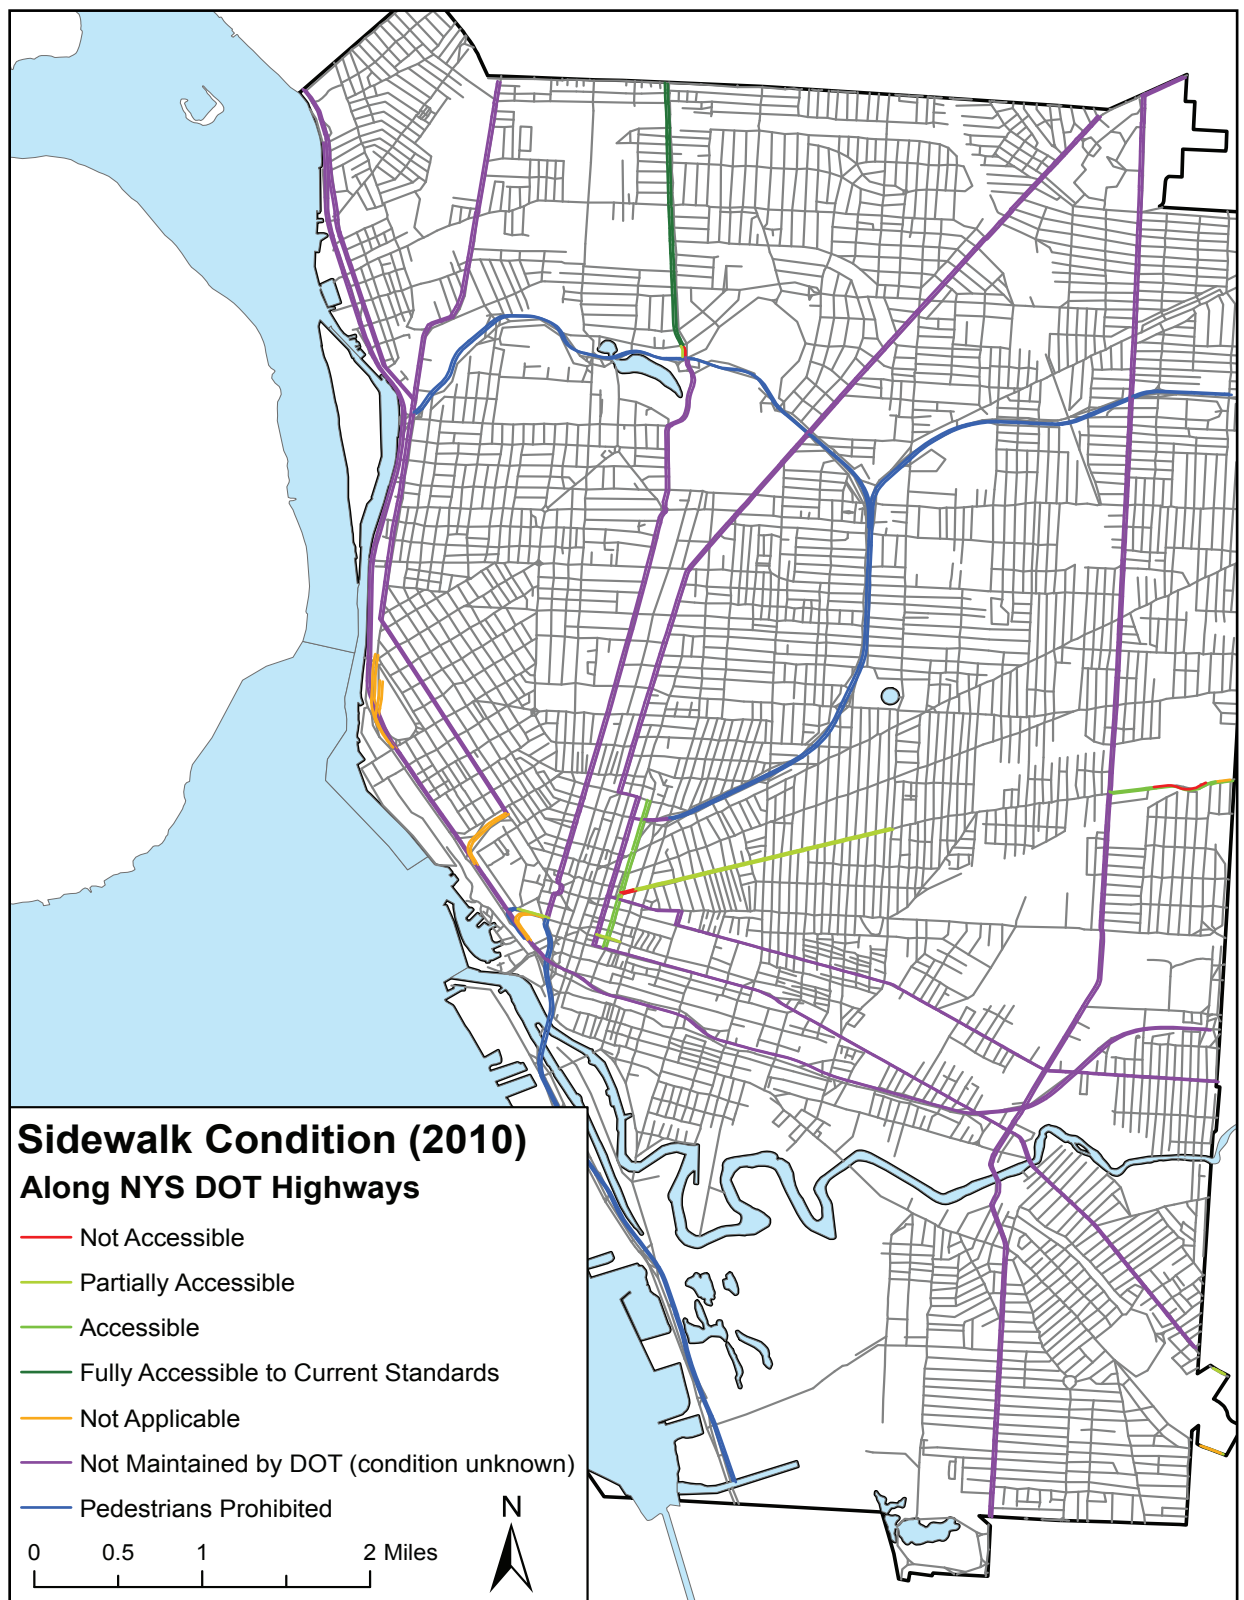 Sidewalk Condition (2010)
Along NYS DOT Highways
Not Accessible
Partially Accessible
Accessible
Fully Accessible to Current Standards
Not Applicable
Not Maintained by DOT (condition unknown)
Pedestrians Prohibited
N
0 0.5 1 2 Miles